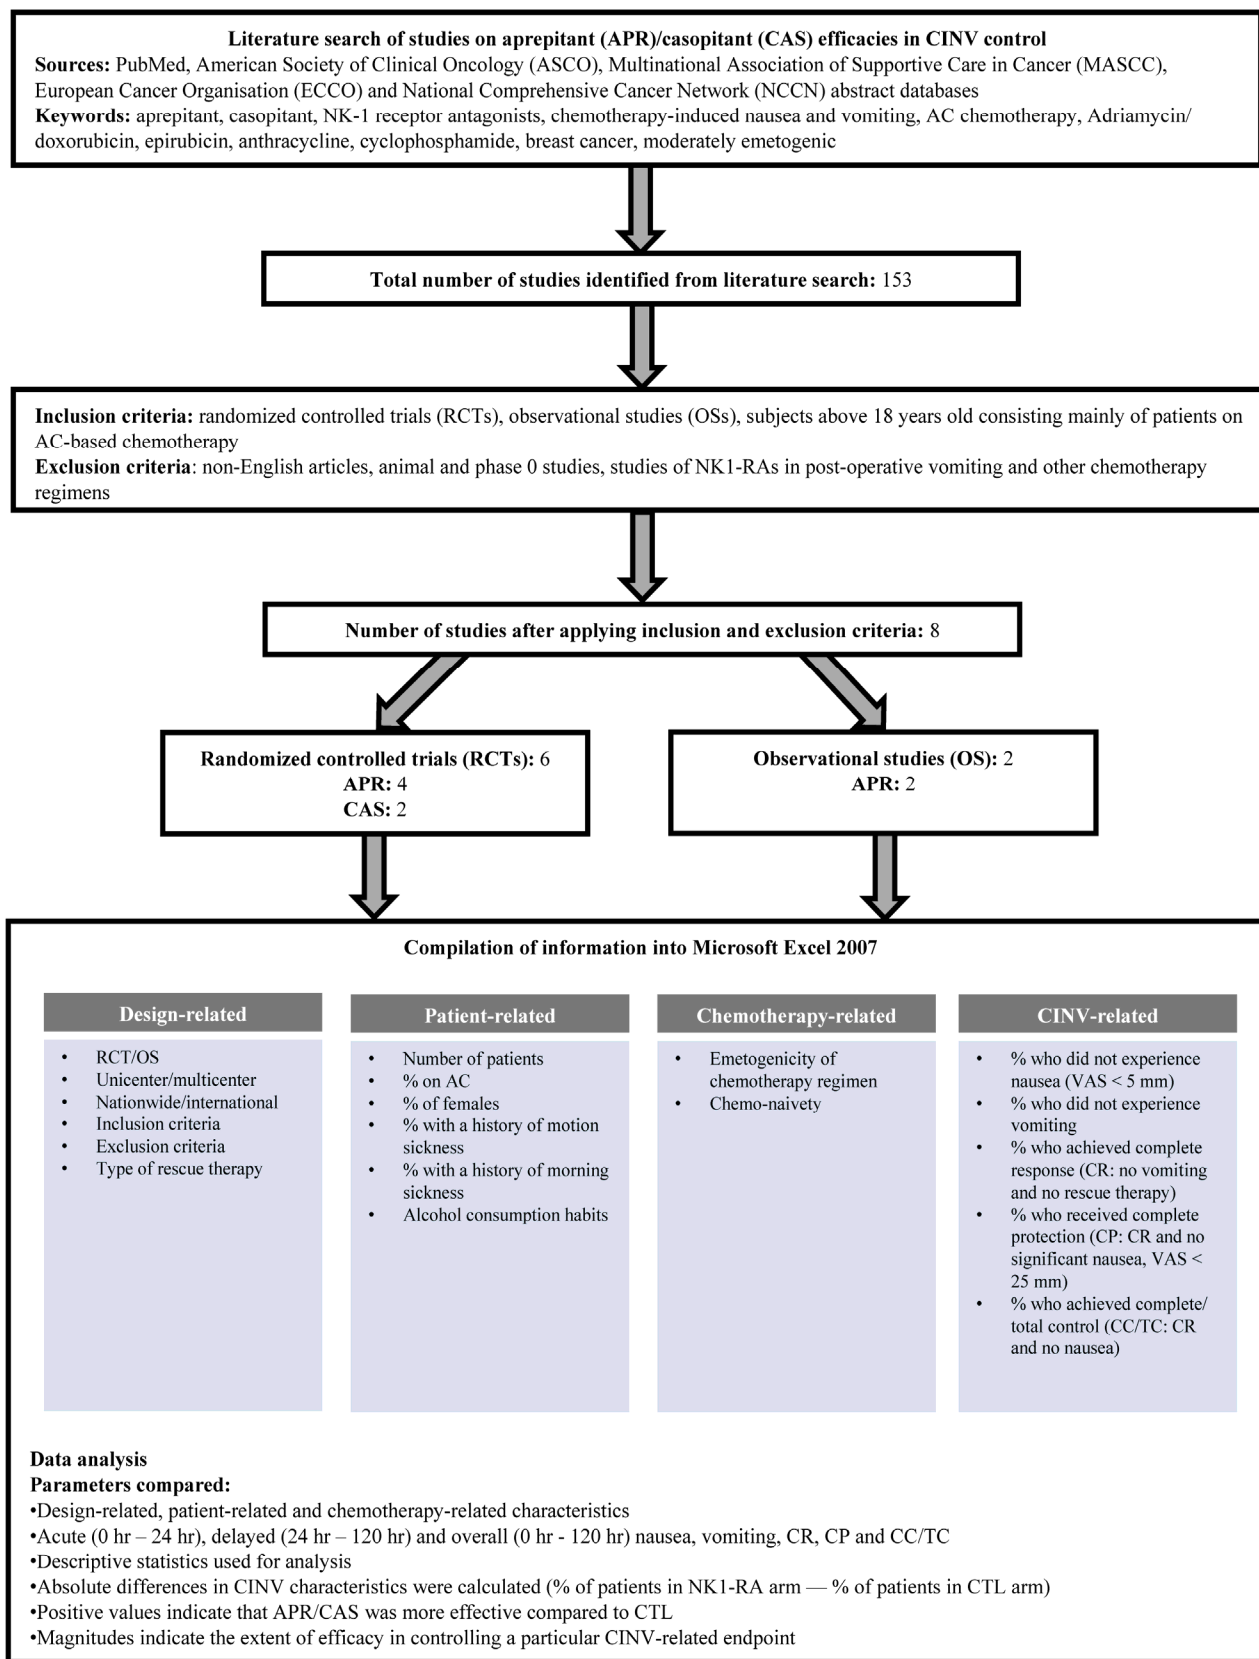 Literature search of studies on aprepitant (APR)/casopitant (CAS) efficacies in CINV control
Sources: PubMed, American Society of Clinical Oncology (ASCO), Multinational Association of Supportive Care in Cancer (MASCC),
European Cancer Organisation (ECCO) and National Comprehensive Cancer Network (NCCN) abstract databases
Keywords: aprepitant, casopitant, NK-1 receptor antagonists, chemotherapy-induced nausea and vomiting, AC chemotherapy, Adriamycin/
doxorubicin, epirubicin, anthracycline, cyclophosphamide, breast cancer, moderately emetogenic
Total number of studies identified from literature search: 153
Inclusion criteria: randomized controlled trials (RCTs), observational studies (OSs), subjects above 18 years old consisting mainly of patients on
AC-based chemotherapy
Exclusion criteria: non-English articles, animal and phase 0 studies, studies of NK1-RAs in post-operative vomiting and other chemotherapy
regimens
Number of studies after applying inclusion and exclusion criteria: 8
Randomized controlled trials (RCTs): 6
APR: 4
CAS: 2
Observational studies (OS): 2
APR: 2
Compilation of information into Microsoft Excel 2007
Design-related
• RCT/OS
• Unicenter/multicenter
• Nationwide/international
• Inclusion criteria
• Exclusion criteria
• Type of rescue therapy
Patient-related
• Number of patients
• % on AC
• % of females
• % with a history of motion
sickness
• % with a history of morning
sickness
• Alcohol consumption habits
Chemotherapy-related
• Emetogenicity of
chemotherapy regimen
• Chemo-naivety
CINV-related
• % who did not experience
nausea (VAS < 5 mm)
• % who did not experience
vomiting
• % who achieved complete
response (CR: no vomiting
and no rescue therapy)
• % who received complete
protection (CP: CR and no
significant nausea, VAS <
25 mm)
• % who achieved complete/
total control (CC/TC: CR
and no nausea)
Data analysis
Parameters compared:
•Design-related, patient-related and chemotherapy-related characteristics
•Acute (0 hr – 24 hr), delayed (24 hr – 120 hr) and overall (0 hr - 120 hr) nausea, vomiting, CR, CP and CC/TC
•Descriptive statistics used for analysis
•Absolute differences in CINV characteristics were calculated (% of patients in NK1-RA arm — % of patients in CTL arm)
•Positive values indicate that APR/CAS was more effective compared to CTL
•Magnitudes indicate the extent of efficacy in controlling a particular CINV-related endpoint